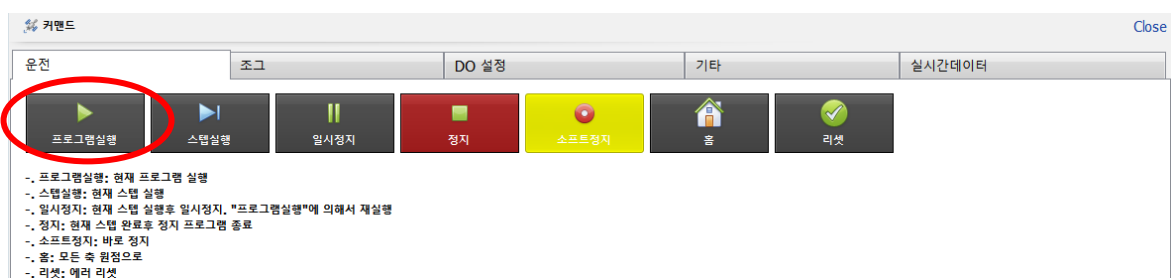 커맨드
Close
운전 조그 DO 설정 기타 실시간데이터
프로그램실행 스텝실행 일시정지 정지 소프트정지 홈 리셋
-. 프로그램실행: 현재 프로그램 실행
-. 스텝실행: 현재 스텝 실행
-. 일시정지: 현재 스텝 실행후 일시정지. "프로그램실행"에 의해서 재실행
-. 정지: 현재 스텝 완료후 정지 프로그램 종료
-. 소프트정지: 바로 정지
-. 홈: 모든 축 원점으로
-. 리셋: 에러 리셋